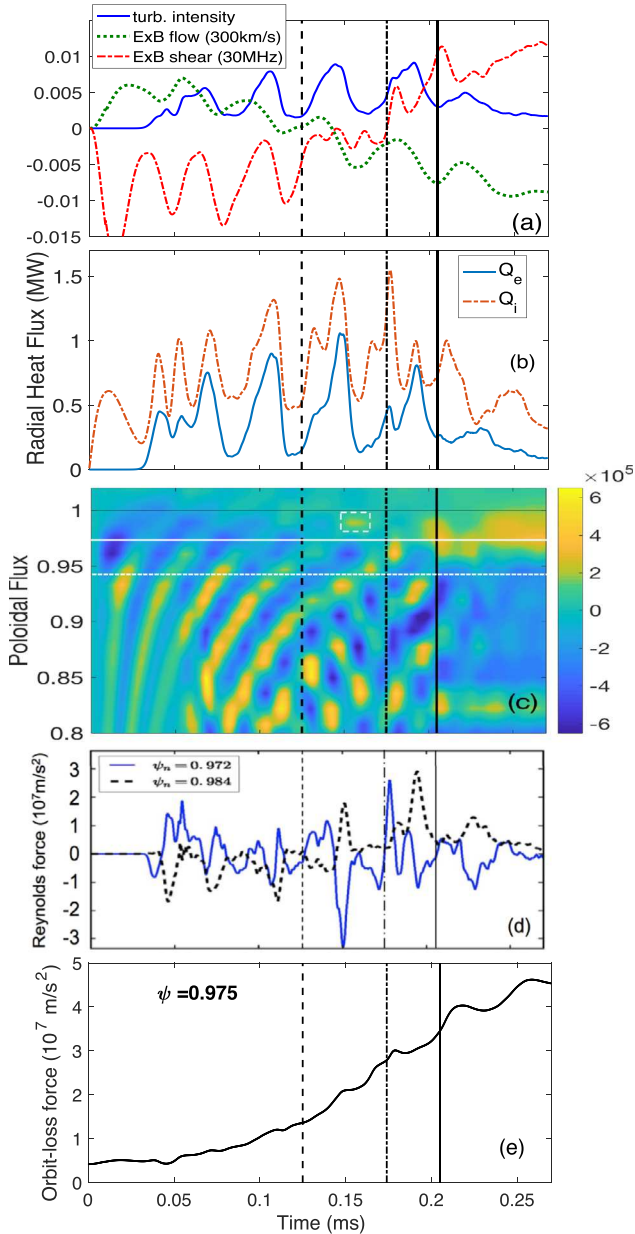 turb. intensity
ExB flow (300km/s)
ExB shear (30MHz)
0.01
0.005
0
-0.005
-0.01
-0.015
(a)
Radial Heat Flux (MW)
1.5
1
0.5
0
Q_e
Q_i
(b)
Poloidal Flux
1
0.95
0.9
0.85
0.8
(c)
×10^5
6
4
2
0
-2
-4
-6
Reynolds force (10^7m/s^2)
3
2
1
0
-1
-2
-3
ψ_n = 0.972
ψ_n = 0.984
(d)
Orbit-loss force (10^7 m/s^2)
5
4
3
2
1
0
ψ =0.975
(e)
0 0.05 0.1 0.15 0.2 0.25
Time (ms)